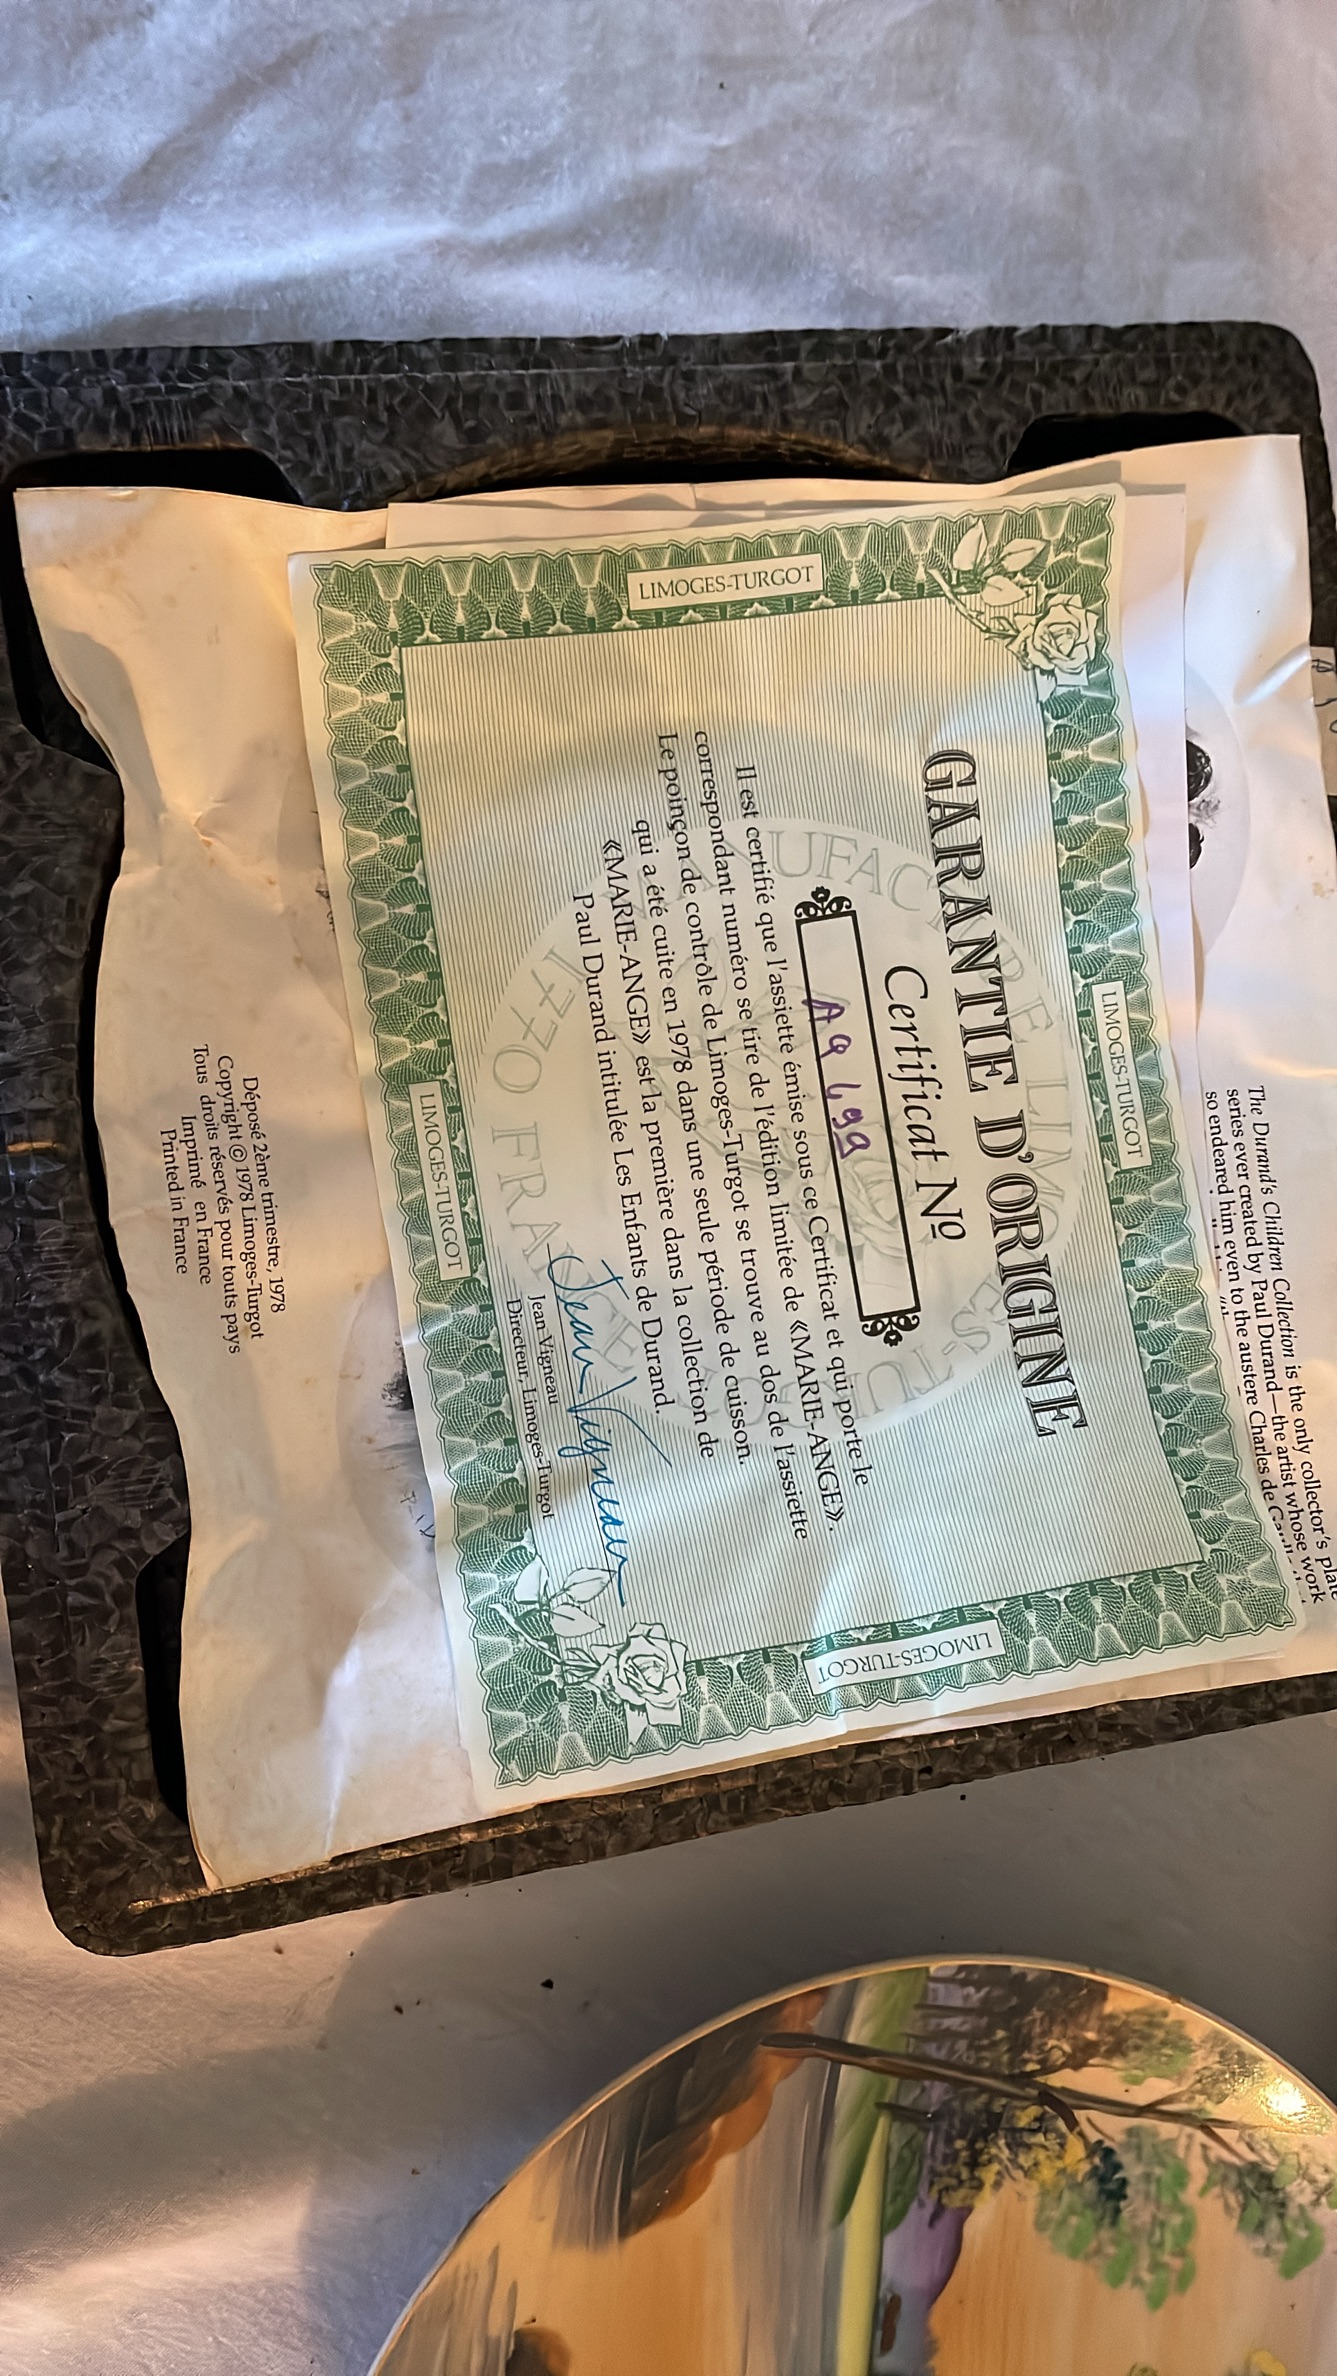 LIMOGES-TURGOT
LIMOGES-TURGOT
GARANTIE D'ORIGINE
Certificat Nº
Il est certifié que l'assiette émise sous ce Certificat et qui porte le
correspondant numéro se tire de l'édition limitée de «MARIE-ANGE».
Le poinçon de contrôle de Limoges-Turgot se trouve au dos de l'assiette
qui a été cuite en 1978 dans une seule période de cuisson.
«MARIE-ANGE» est la première dans la collection de
Paul Durand intitulée Les Enfants de Durand.
Jean Vigneau
Jean Vigneau
Directeur, Limoges-Turgot
LIMOGES-TURGOT
LIMOGES-TURGOT
1770 FRANCE
The Durand's Children Collection is the only collector's plate
series ever created by Paul Durand—the artist whose work
so endeared him even to the austere Charles de
Déposé 2ème trimestre, 1978
Copyright © 1978 Limoges-Turgot
Tous droits réservés pour touts pays
Imprimé en France
Printed in France